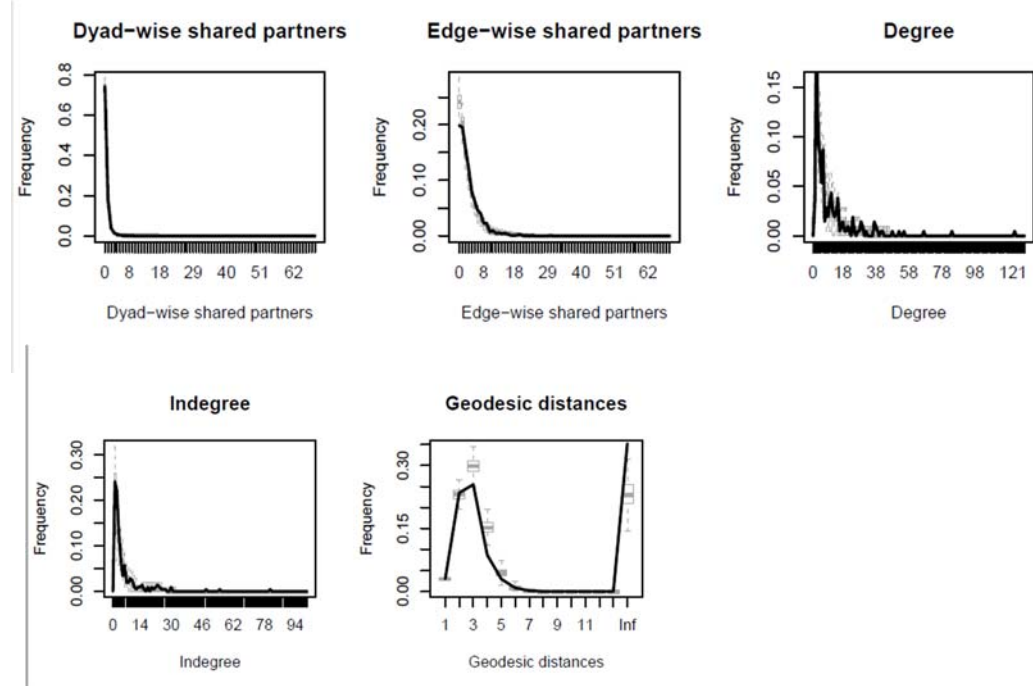 Dyad−wise shared partners
Edge−wise shared partners
Degree
Frequency
0.0 0.2 0.4 0.6 0.8
0 8 18 29 40 51 62
Dyad−wise shared partners
Frequency
0.00 0.10 0.20
0 8 18 29 40 51 62
Edge−wise shared partners
Frequency
0.00 0.05 0.10 0.15
0 18 38 58 78 98 121
Degree
Indegree
Geodesic distances
Frequency
0.00 0.10 0.20 0.30
0 14 30 46 62 78 94
Indegree
Frequency
0.00 0.15 0.30
1 3 5 7 9 11 Inf
Geodesic distances